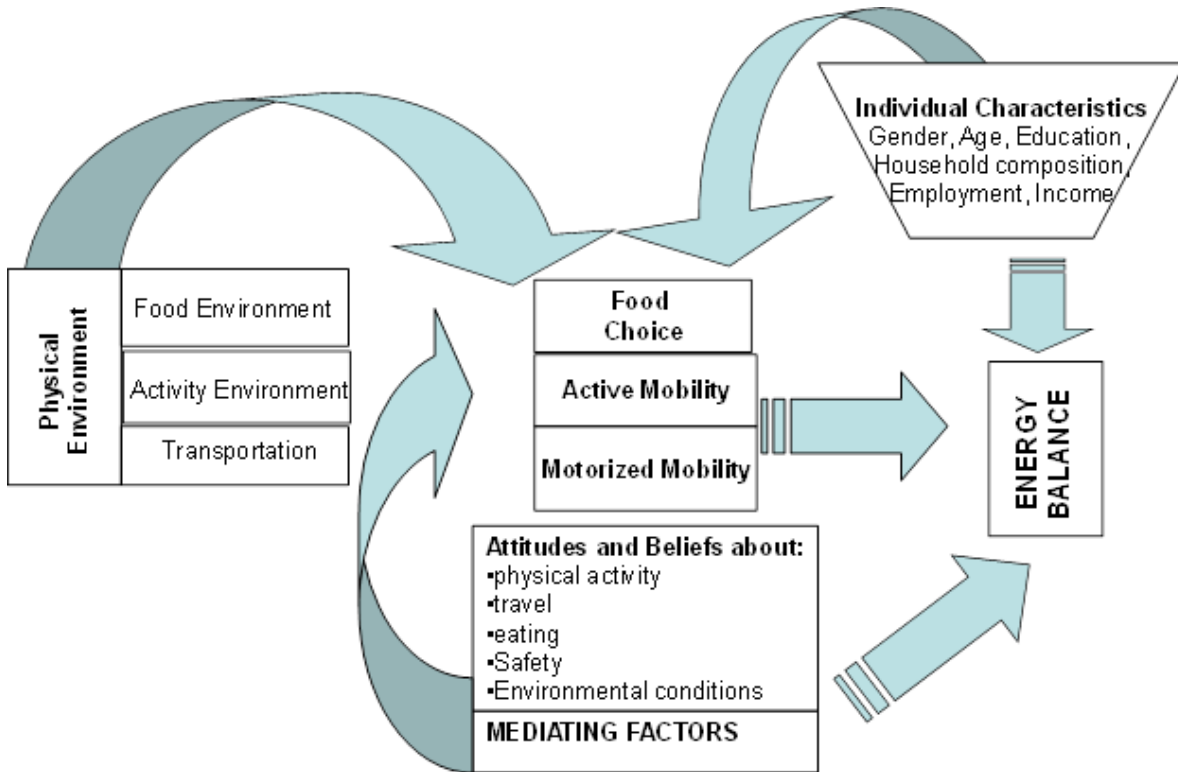 Individual Characteristics
Gender, Age, Education,
Household composition,
Employment, Income
Physical
Environment
Food Environment
Activity Environment
Transportation
Food
Choice
Active Mobility
Motorized Mobility
ENERGY
BALANCE
Attitudes and Beliefs about:
▪physical activity
▪travel
▪eating
▪Safety
▪Environmental conditions
MEDIATING FACTORS